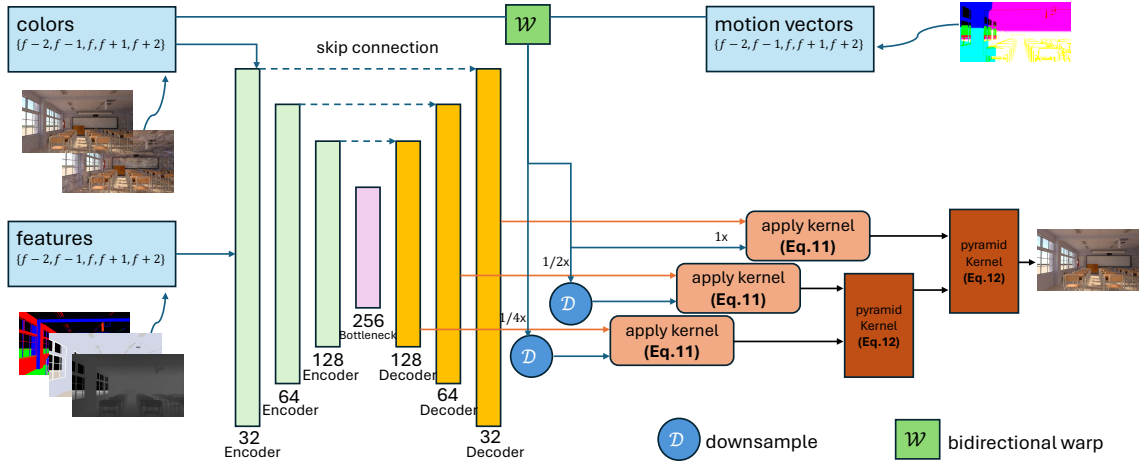 colors
{f − 2, f − 1, f, f + 1, f + 2}
𝒲
motion vectors
{f − 2, f − 1, f, f + 1, f + 2}
skip connection
features
{f − 2, f − 1, f, f + 1, f + 2}
32
Encoder
64
Encoder
128
Encoder
256
Bottleneck
128
Decoder
64
Decoder
32
Decoder
1x
1/2x
1/4x
𝒟
𝒟
apply kernel
(Eq.11)
apply kernel
(Eq.11)
apply kernel
(Eq.11)
pyramid
Kernel
(Eq.12)
pyramid
Kernel
(Eq.12)
𝒟 downsample
𝒲 bidirectional warp